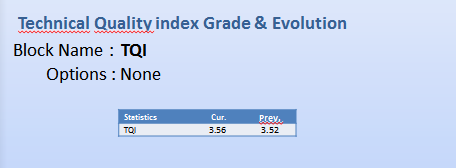 Technical Quality index Grade & Evolution
Block Name : TQI
Options : None
Statistics Cur. Prev.
TQI 3.56 3.52